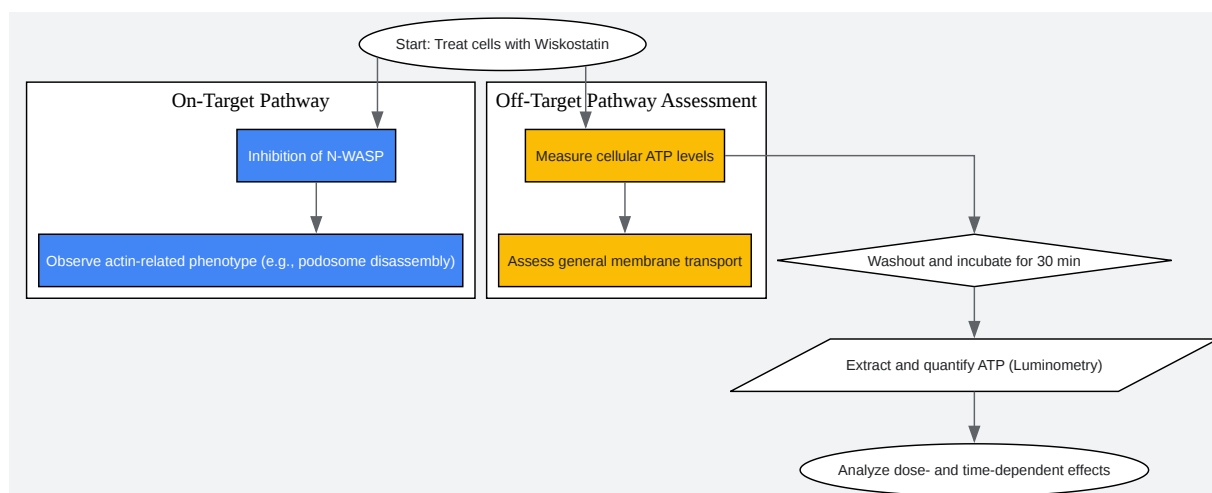 Start: Treat cells with Wiskostatin
On-Target Pathway
Off-Target Pathway Assessment
Inhibition of N-WASP
Measure cellular ATP levels
Observe actin-related phenotype (e.g., podosome disassembly)
Assess general membrane transport
Washout and incubate for 30 min
Extract and quantify ATP (Luminometry)
Analyze dose- and time-dependent effects